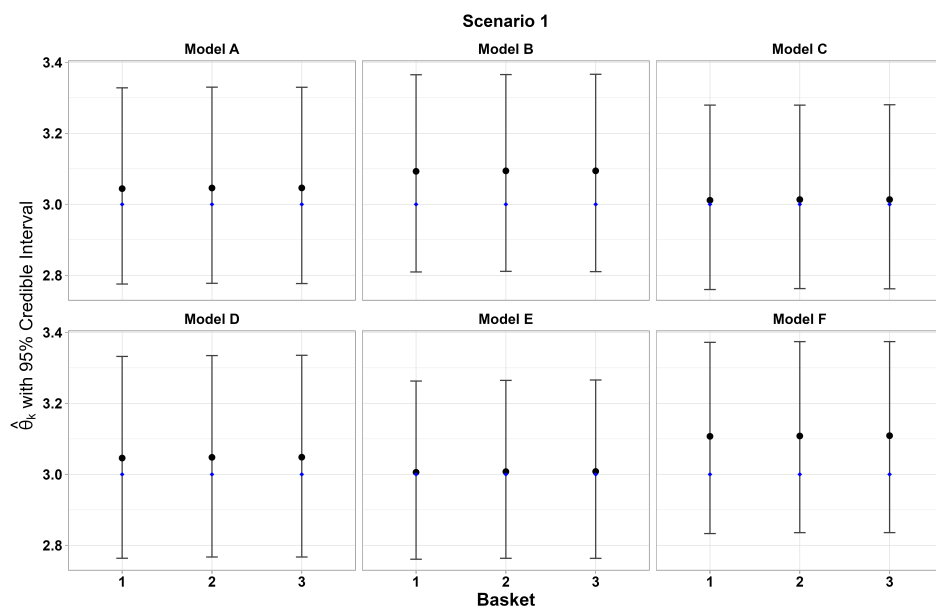 Scenario 1
Model A Model B Model C
3.4
3.2
3.0
2.8
Model D Model E Model F
3.4
3.2
3.0
2.8
1 2 3 1 2 3 1 2 3
Basket
θ̂k with 95% Credible Interval